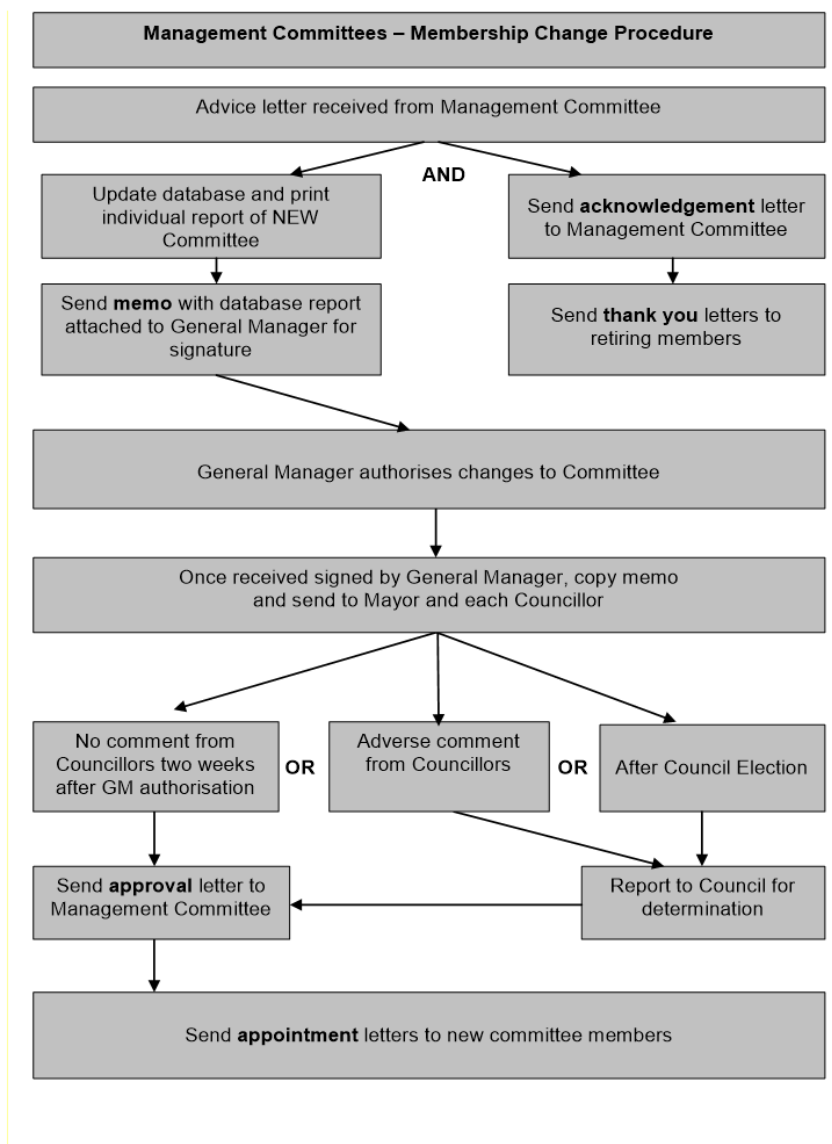 Management Committees – Membership Change Procedure
Advice letter received from Management Committee
AND
Update database and print
individual report of NEW
Committee
Send acknowledgement letter
to Management Committee
Send memo with database report
attached to General Manager for
signature
Send thank you letters to
retiring members
General Manager authorises changes to Committee
Once received signed by General Manager, copy memo
and send to Mayor and each Councillor
No comment from
Councillors two weeks
after GM authorisation
OR
Adverse comment
from Councillors
OR
After Council Election
Send approval letter to
Management Committee
Report to Council for
determination
Send appointment letters to new committee members